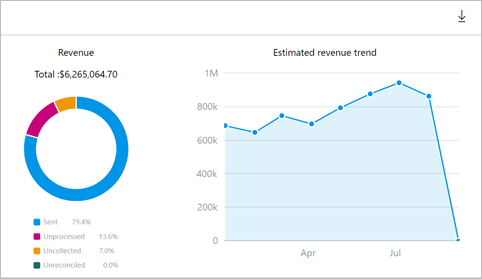 Revenue
Total :$6,265,064.70
Sent 79.4%
Unprocessed 13.6%
Uncollected 7.0%
Unreconciled 0.0%
Estimated revenue trend
1M
800k
600k
400k
200k
0
Apr Jul